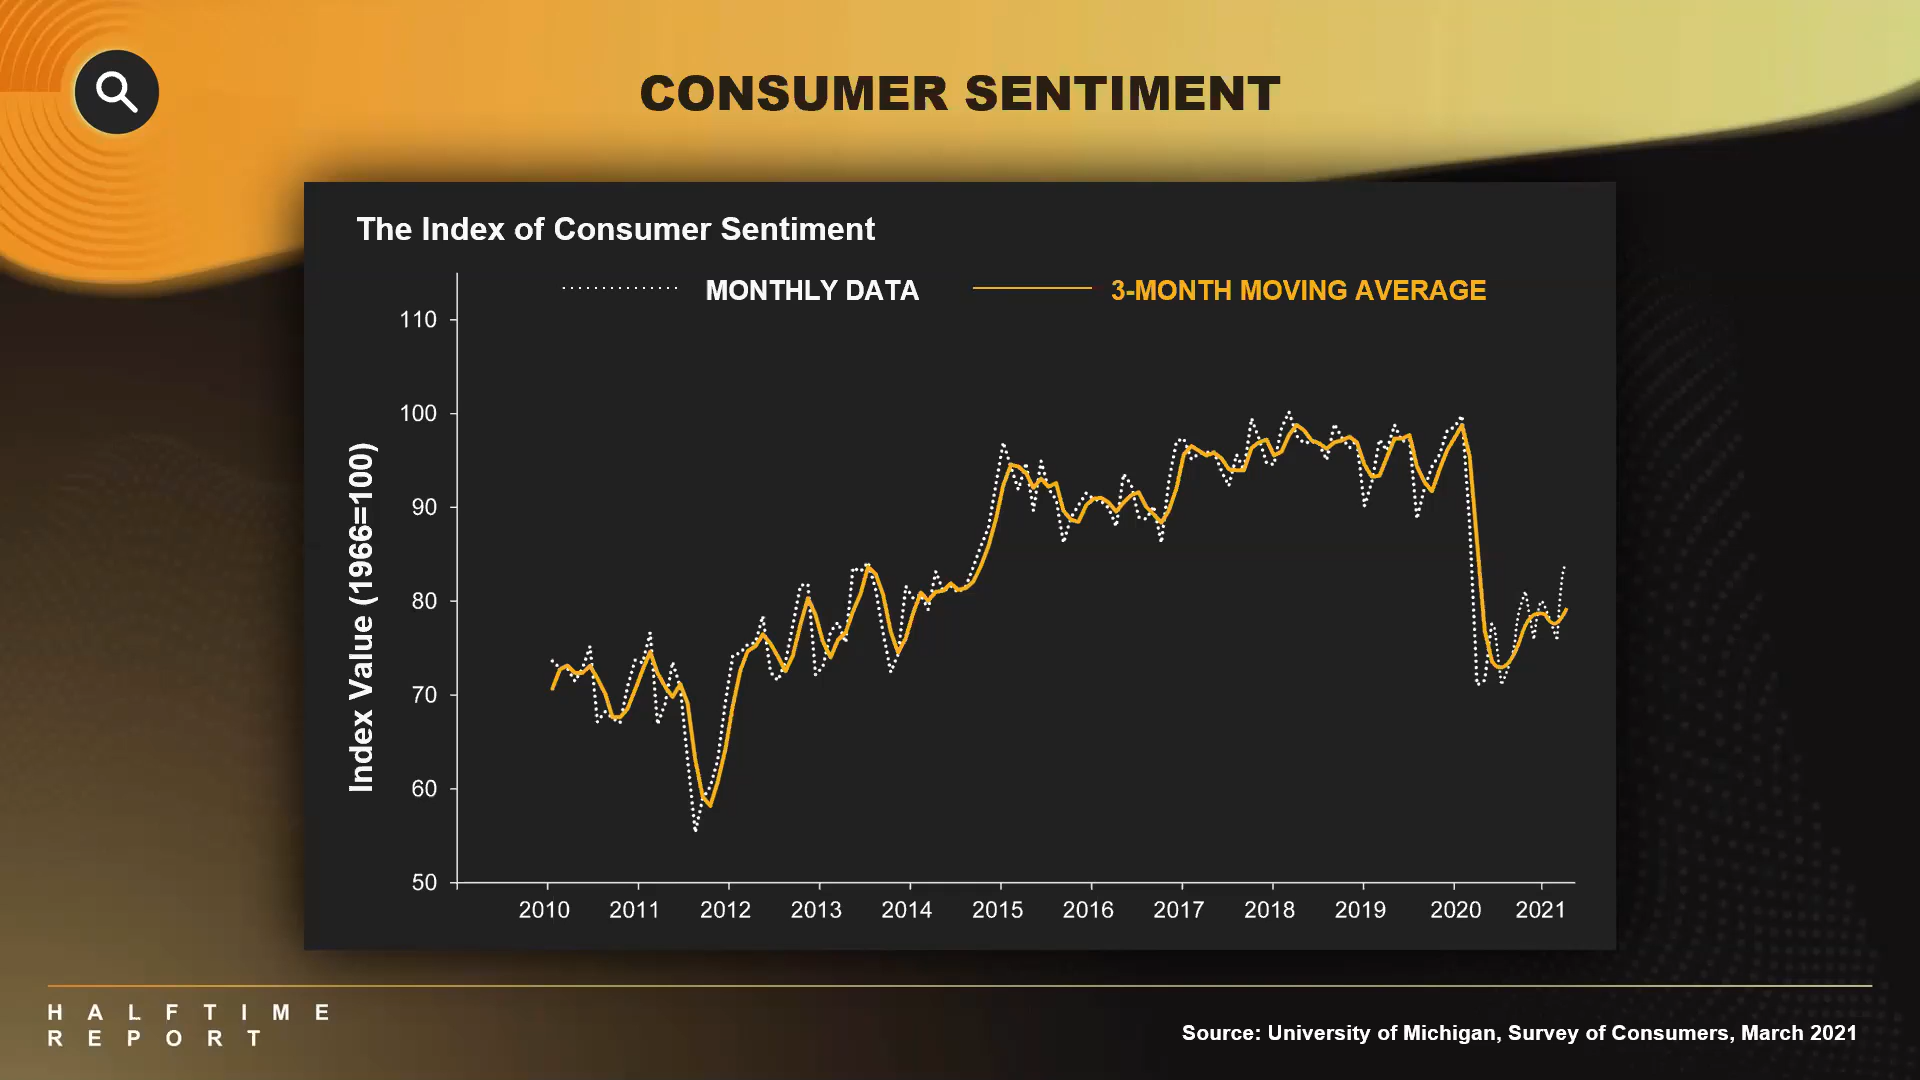 CONSUMER SENTIMENT
The Index of Consumer Sentiment
MONTHLY DATA
3-MONTH MOVING AVERAGE
Index Value (1966=100)
110
100
90
80
70
60
50
2010 2011 2012 2013 2014 2015 2016 2017 2018 2019 2020 2021
HALFTIME
REPORT
Source: University of Michigan, Survey of Consumers, March 2021